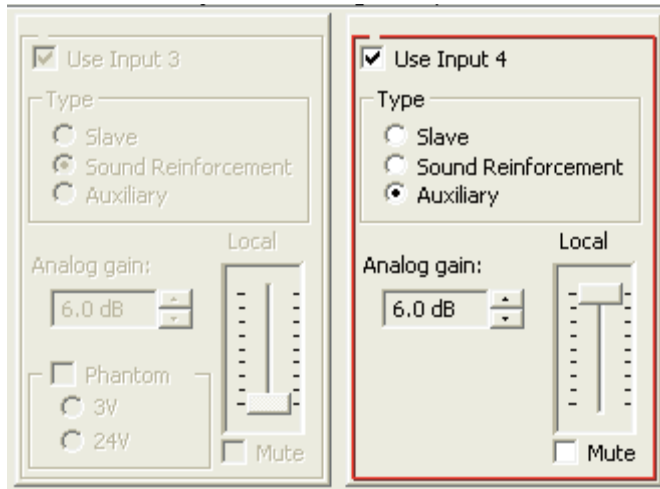 Use Input 3
Type
Slave
Sound Reinforcement
Auxiliary
Local
Analog gain:
6.0 dB
Phantom
3V
24V
Mute
Use Input 4
Type
Slave
Sound Reinforcement
Auxiliary
Local
Analog gain:
6.0 dB
Mute